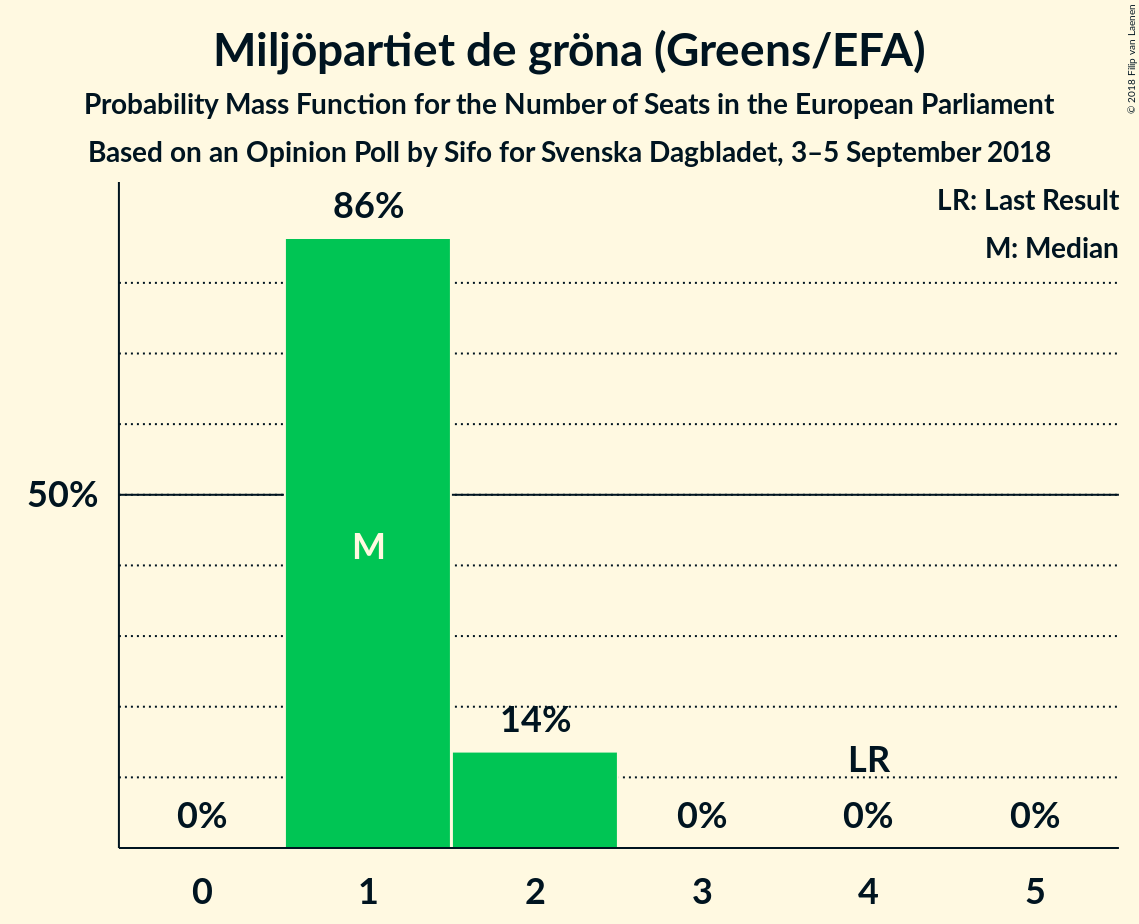 Miljöpartiet de gröna (Greens/EFA)
Probability Mass Function for the Number of Seats in the European Parliament
Based on an Opinion Poll by Sifo for Svenska Dagbladet, 3–5 September 2018
© 2018 Filip van Laenen
LR: Last Result
M: Median
86%
50%
M
14%
LR
0%
0%
0%
0%
0 1 2 3 4 5